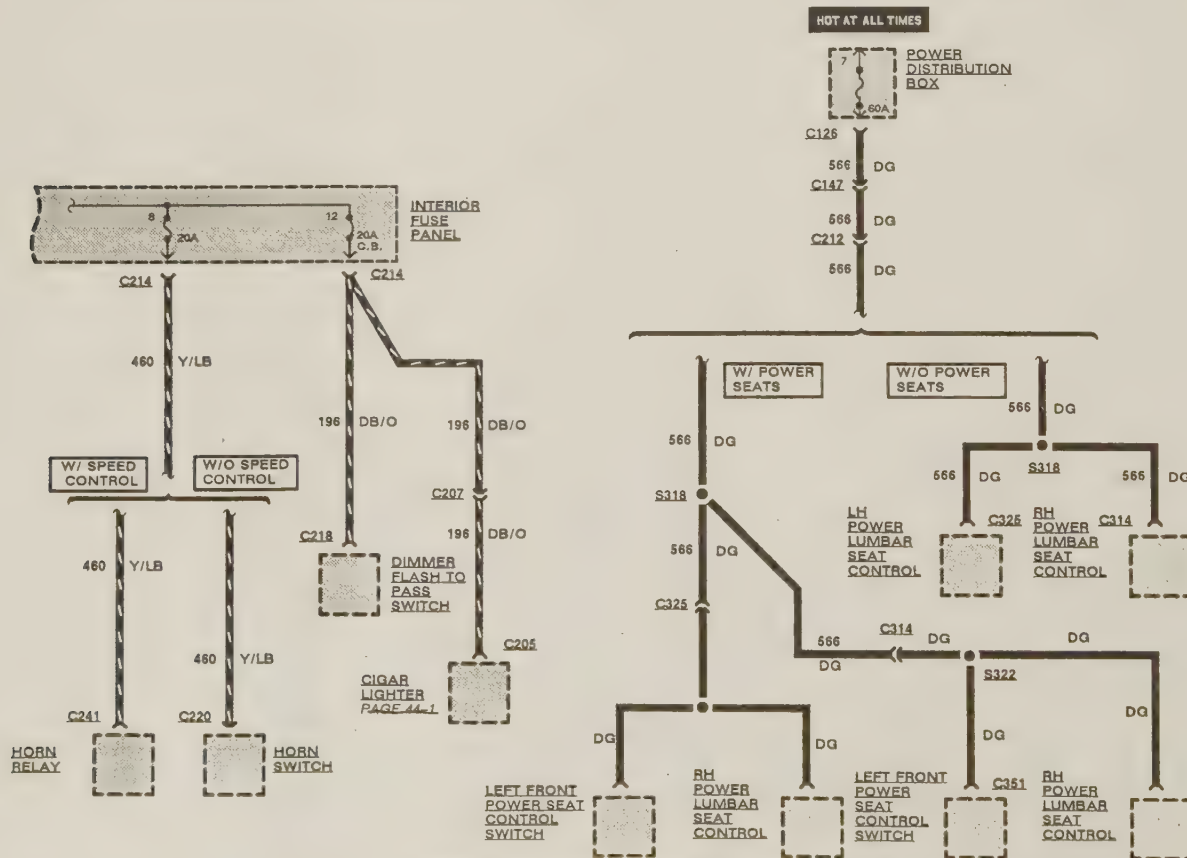 HOT AT ALL TIMES
7
60A
POWER
DISTRIBUTION
BOX
C126
566 DG
C147
566 DG
C212
566 DG
8
20A
12
20A
C.B.
INTERIOR
FUSE
PANEL
C214
C214
460 Y/LB
196 DB/O
196 DB/O
W/ SPEED
CONTROL
W/O SPEED
CONTROL
C207
196 DB/O
C218
DIMMER
FLASH TO
PASS
SWITCH
460 Y/LB
460 Y/LB
C205
CIGAR
LIGHTER
PAGE 44-1
C241
HORN
RELAY
C220
HORN
SWITCH
W/ POWER
SEATS
W/O POWER
SEATS
566 DG
566 DG
S318
S318
566 DG
566 DG
566 DG
LH
POWER
LUMBAR
SEAT
CONTROL
C325
RH
POWER
LUMBAR
SEAT
CONTROL
C314
C325
566
DG
C314
DG
DG
S322
DG
DG
DG
DG
LEFT FRONT
POWER SEAT
CONTROL
SWITCH
RH
POWER
LUMBAR
SEAT
CONTROL
LEFT FRONT
POWER
SEAT
CONTROL
SWITCH
C351
RH
POWER
LUMBAR
SEAT
CONTROL